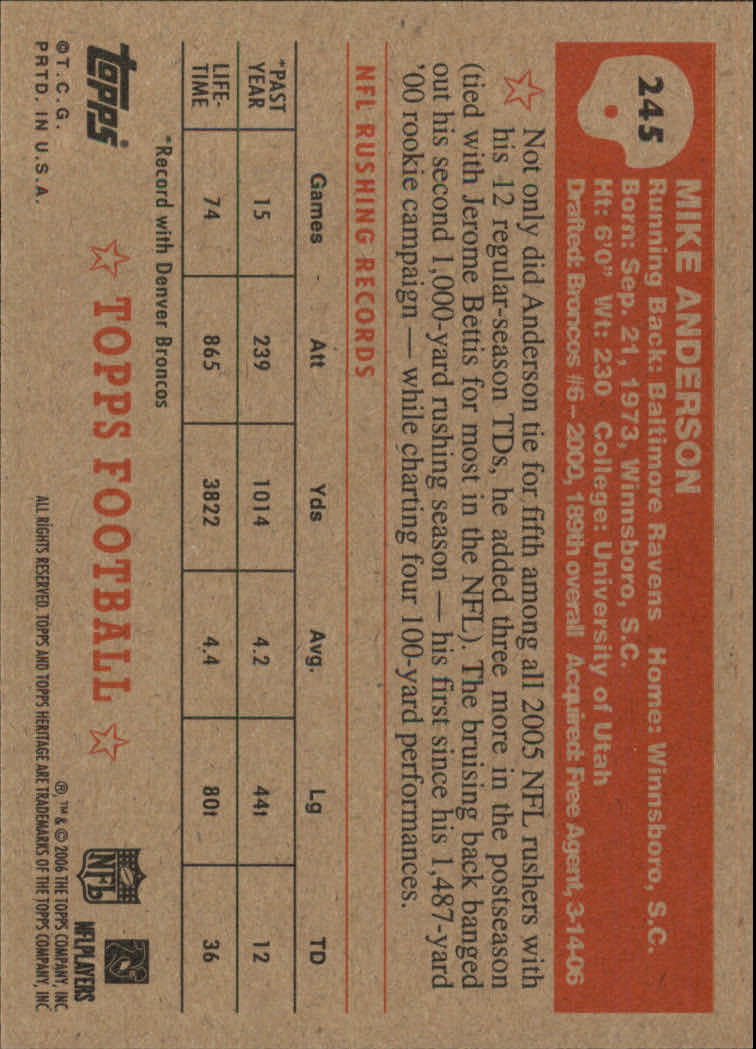 245
MIKE ANDERSON
Running Back: Baltimore Ravens Home: Winnsboro, S.C.
Born: Sep. 21, 1973, Winnsboro, S.C.
Ht: 6'0" Wt: 230 College: University of Utah
Drafted: Broncos #6 – 2000, 189th overall Acquired: Free Agent, 3-14-06
Not only did Anderson tie for fifth among all 2005 NFL rushers with
his 12 regular-season TDs, he added three more in the postseason
(tied with Jerome Bettis for most in the NFL). The bruising back banged
out his second 1,000-yard rushing season — his first since his 1,487-yard
'00 rookie campaign — while charting four 100-yard performances.
NFL RUSHING RECORDS
Games Att Yds Avg. Lg TD
*PAST YEAR 15 239 1014 4.2 44t 12
LIFE-TIME 74 865 3822 4.4 80t 36
*Record with Denver Broncos
topps
©T.C.G.
PRTD. IN U.S.A.
TOPPS FOOTBALL
NFL
NFLPLAYERS
®, ™ & © 2006 THE TOPPS COMPANY, INC.
ALL RIGHTS RESERVED. TOPPS AND TOPPS HERITAGE ARE TRADEMARKS OF THE TOPPS COMPANY, INC